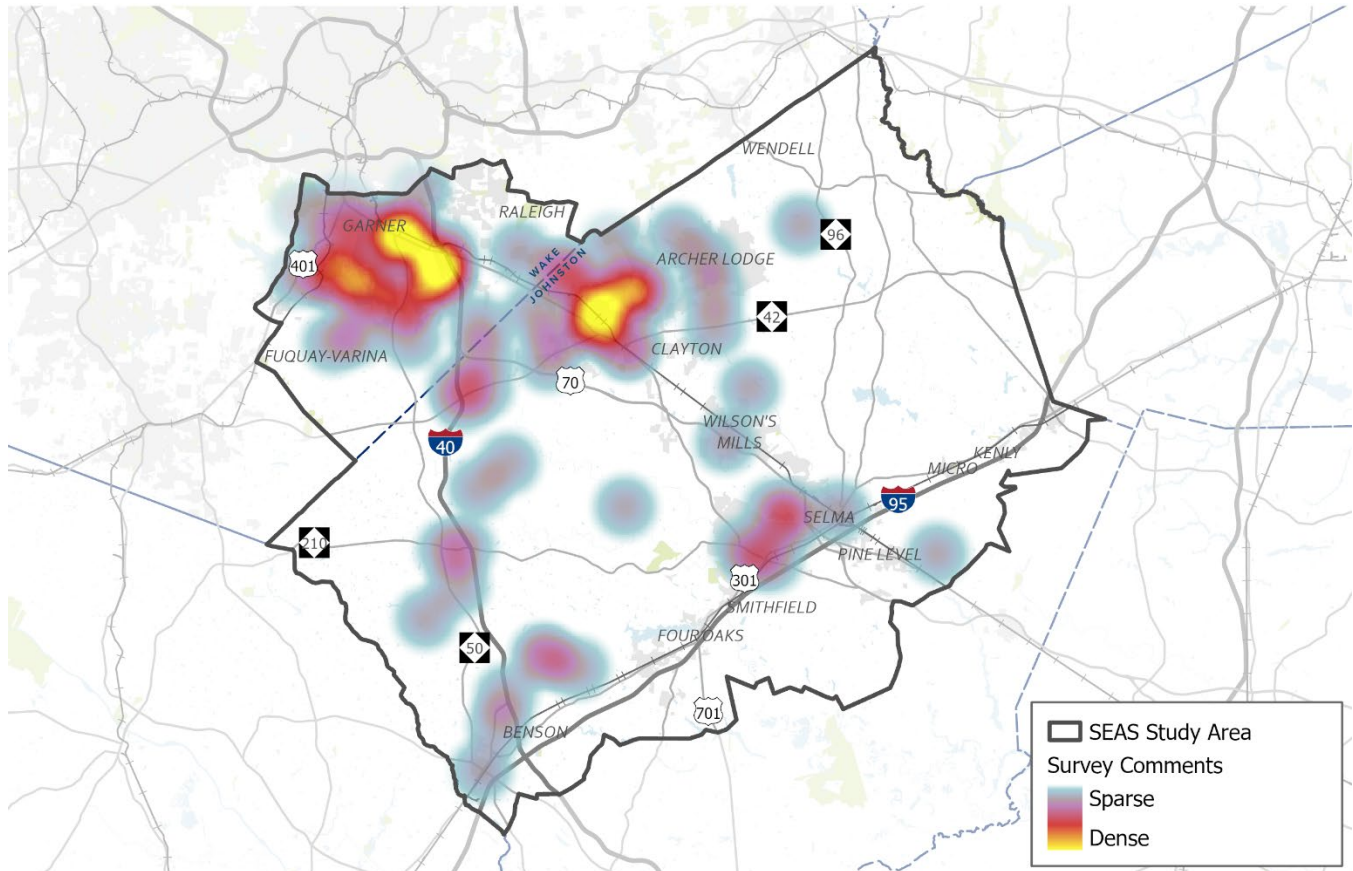 WENDELL
RALEIGH
GARNER
96
WAKE
JOHNSTON
ARCHER LODGE
401
42
CLAYTON
FUQUAY-VARINA
70
WILSON'S
MILLS
40
KENLY
MICRO
95
SELMA
210
PINE LEVEL
301
SMITHFIELD
FOUR OAKS
50
701
BENSON
SEAS Study Area
Survey Comments
Sparse
Dense